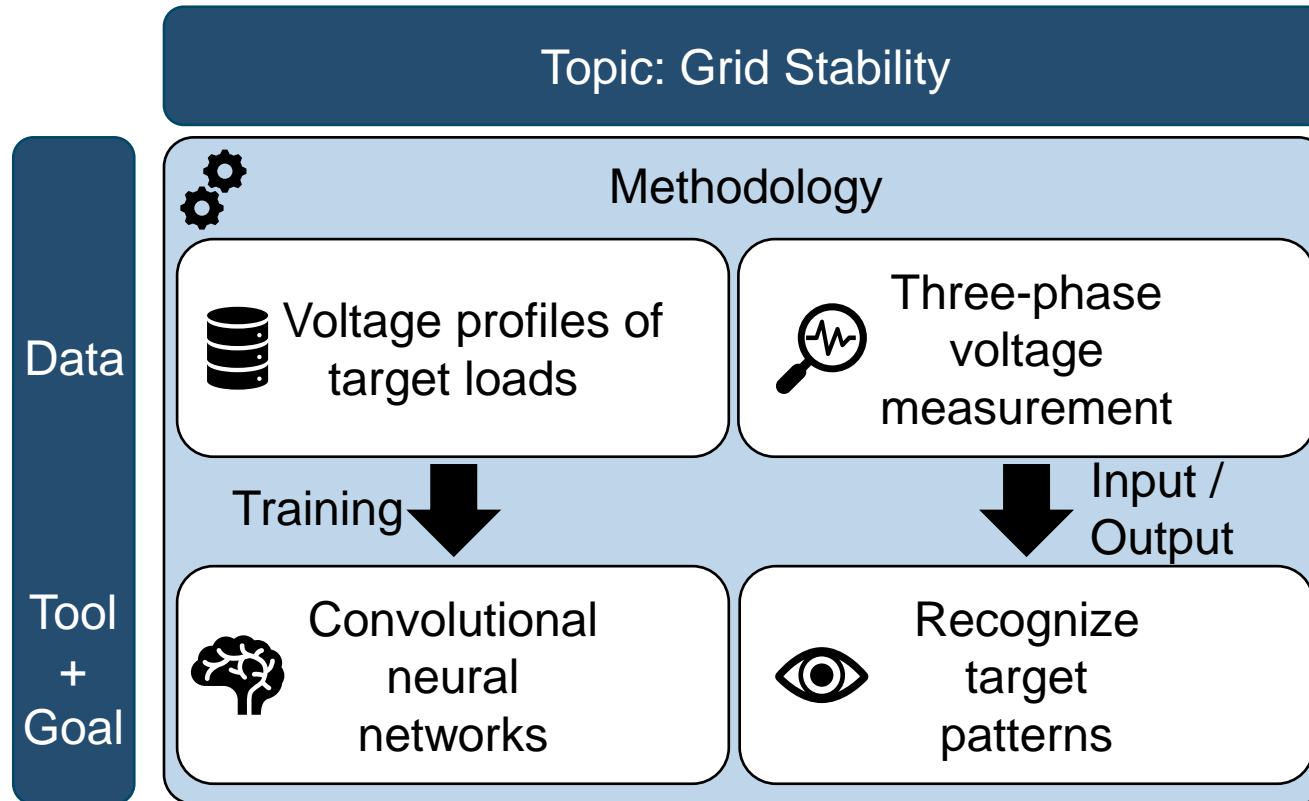 Topic: Grid Stability
Methodology
Data
Voltage profiles of
target loads
Three-phase
voltage
measurement
Training
Input /
Output
Tool
+
Goal
Convolutional
neural
networks
Recognize
target
patterns